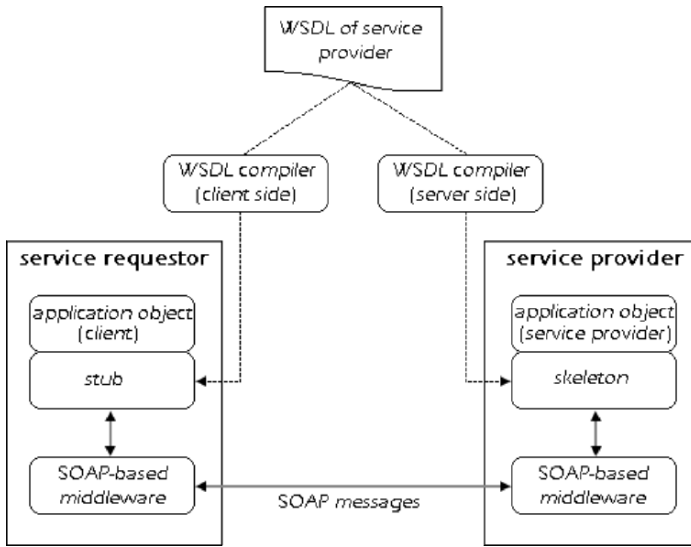 WSDL of service
provider
WSDL compiler
(client side)
WSDL compiler
(server side)
service requestor
application object
(client)
stub
SOAP-based
middleware
service provider
application object
(service provider)
skeleton
SOAP-based
middleware
SOAP messages